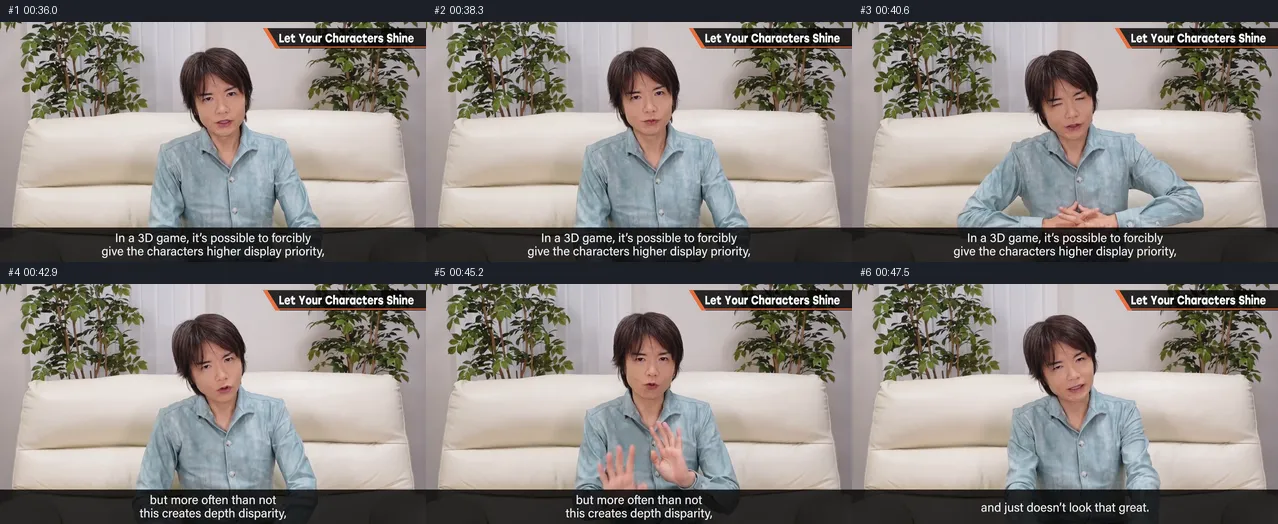 #1 00:36.0
#2 00:38.3
#3 00:40.6
Let Your Characters Shine
Let Your Characters Shine
Let Your Characters Shine
In a 3D game, it's possible to forcibly
give the characters higher display priority,
In a 3D game, it's possible to forcibly
give the characters higher display priority,
In a 3D game, it's possible to forcibly
give the characters higher display priority,
#4 00:42.9
#5 00:45.2
#6 00:47.5
Let Your Characters Shine
Let Your Characters Shine
Let Your Characters Shine
but more often than not
this creates depth disparity,
but more often than not
this creates depth disparity,
and just doesn't look that great.